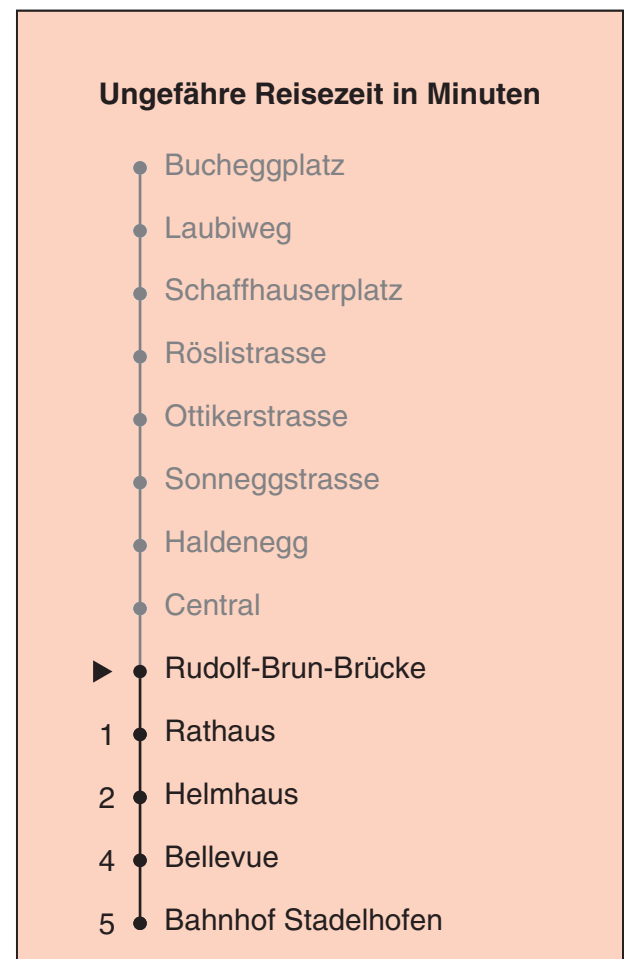 Ungefähre Reisezeit in Minuten
Bucheggplatz
Laubiweg
Schaffhauserplatz
Röslistrasse
Ottikerstrasse
Sonneggstrasse
Haldenegg
Central
Rudolf-Brun-Brücke
1 Rathaus
2 Helmhaus
4 Bellevue
5 Bahnhof Stadelhofen